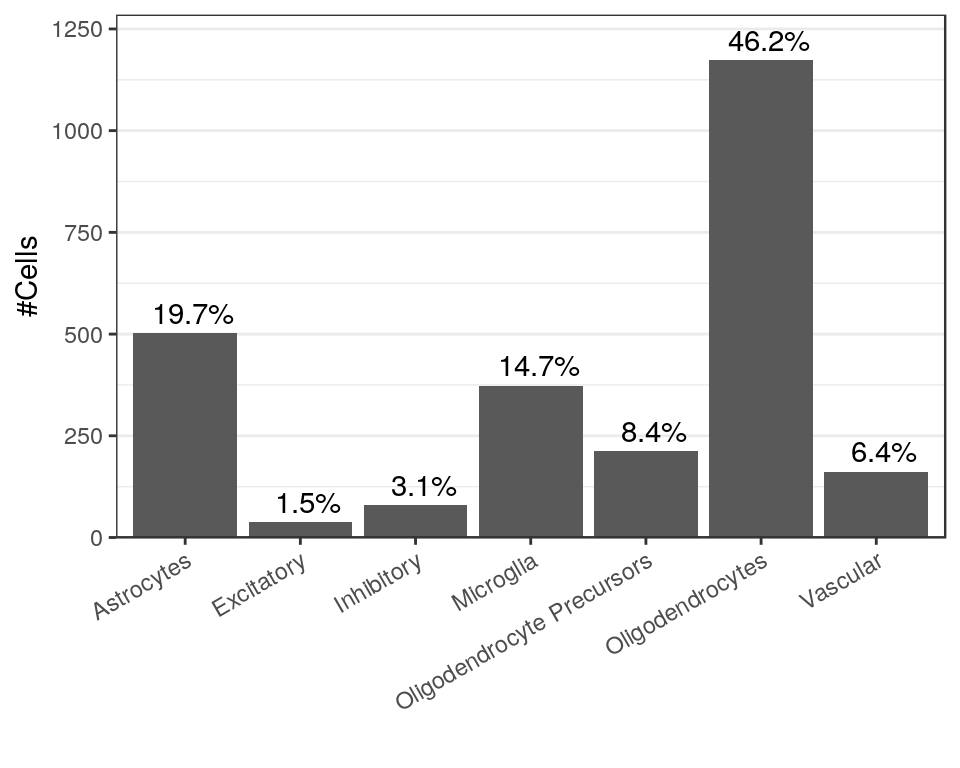 #Cells
1250
1000
750
500
250
0
19.7%
1.5%
3.1%
14.7%
8.4%
46.2%
6.4%
Astrocytes
Excitatory
Inhibitory
Microglia
Oligodendrocyte Precursors
Oligodendrocytes
Vascular